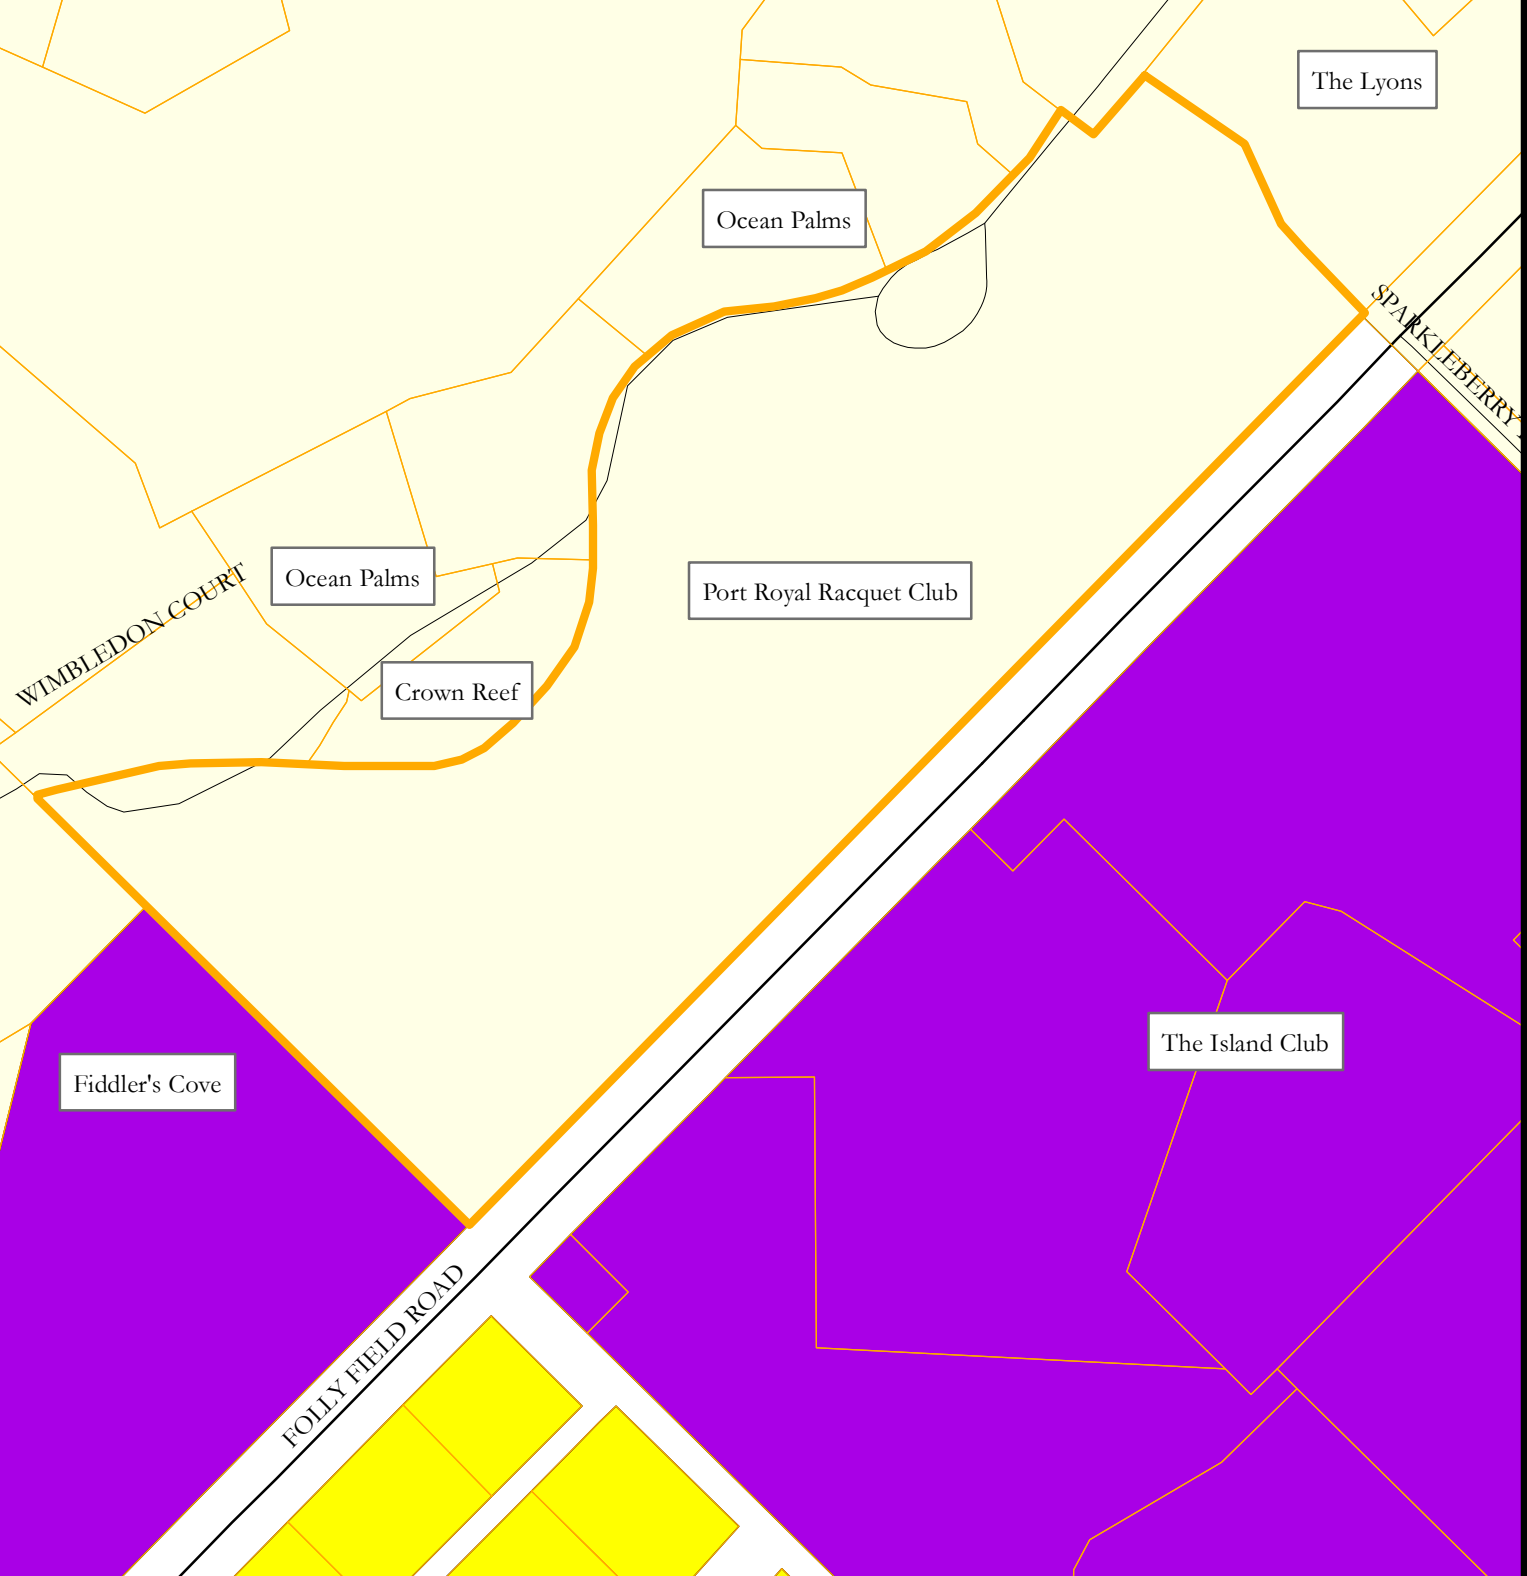 The Lyons
Ocean Palms
SPARKLEBERRY
Ocean Palms
WIMBLEDON COURT
Port Royal Racquet Club
Crown Reef
The Island Club
Fiddler's Cove
FOLLY FIELD ROAD